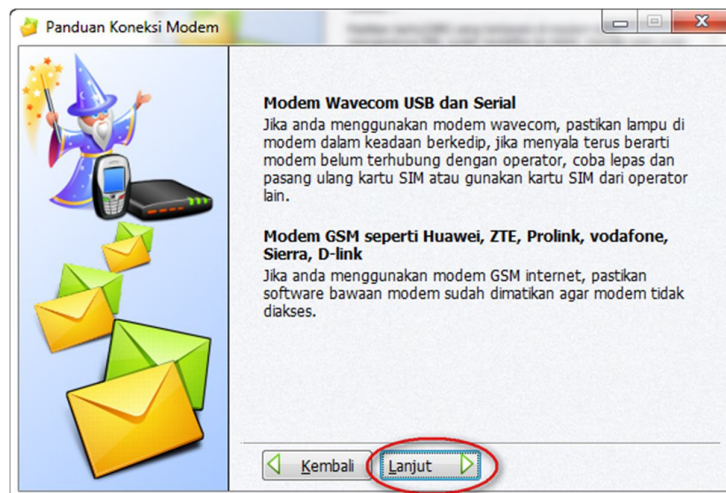 Panduan Koneksi Modem
Modem Wavecom USB dan Serial
Jika anda menggunakan modem wavecom, pastikan lampu di
modem dalam keadaan berkedip, jika menyala terus berarti
modem belum terhubung dengan operator, coba lepas dan
pasang ulang kartu SIM atau gunakan kartu SIM dari operator
lain.
Modem GSM seperti Huawei, ZTE, Prolink, vodafone,
Sierra, D-link
Jika anda menggunakan modem GSM internet, pastikan
software bawaan modem sudah dimatikan agar modem tidak
diakses.
Kembali
Lanjut